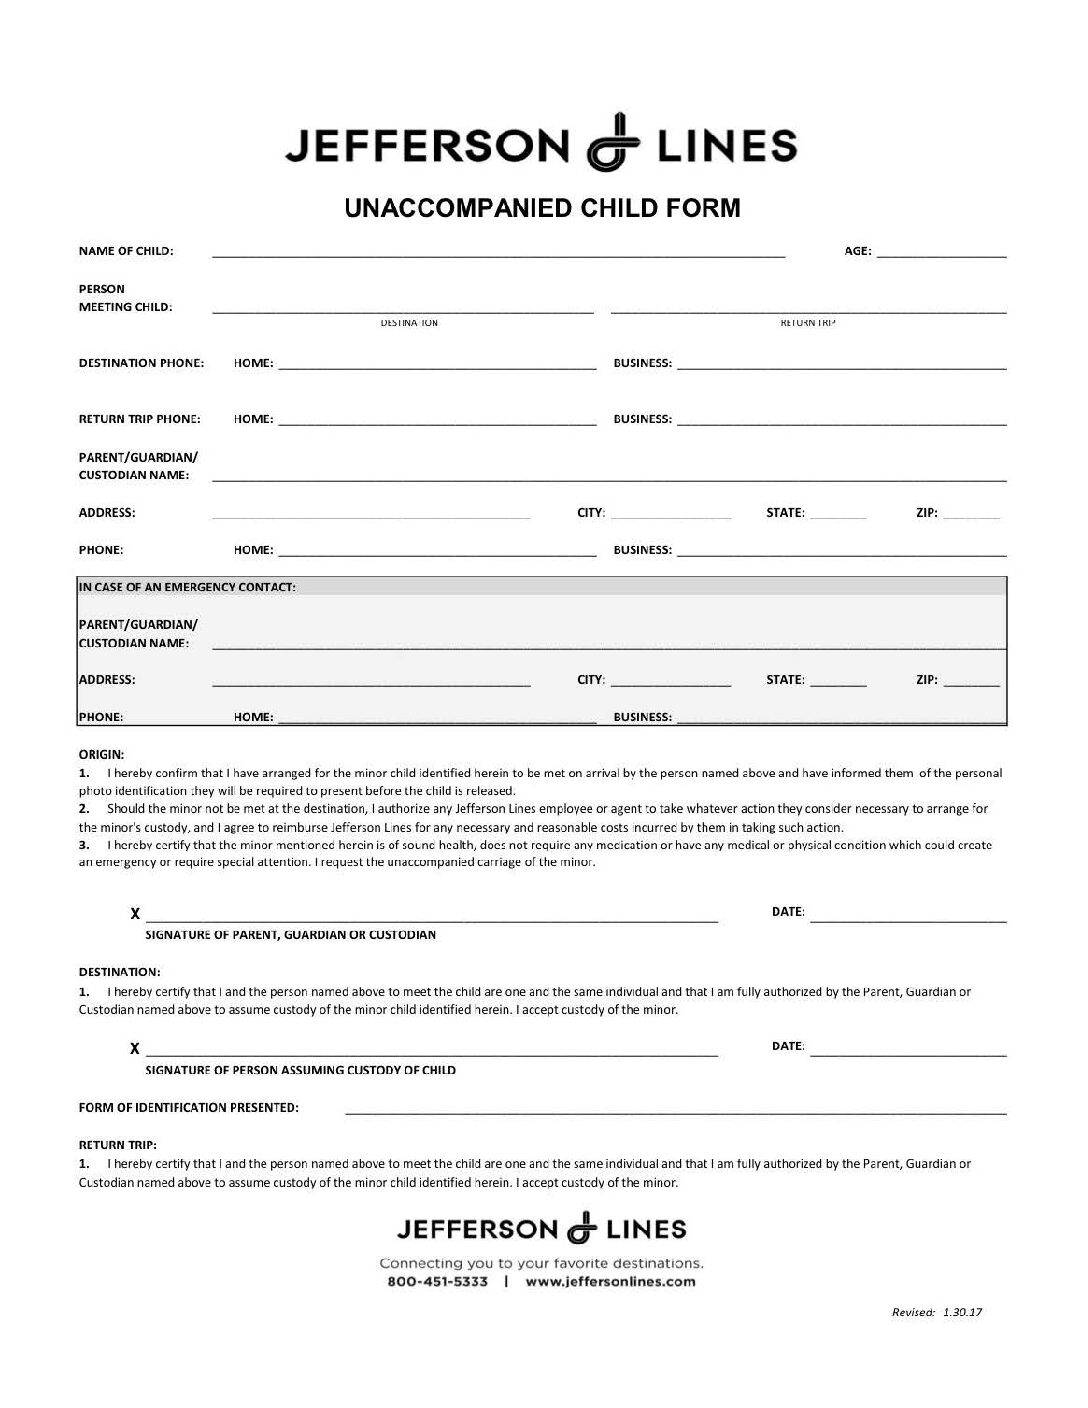 JEFFERSON LINES
UNACCOMPANIED CHILD FORM
NAME OF CHILD: AGE:
PERSON
MEETING CHILD:
DESTINATION RETURN TRIP
DESTINATION PHONE: HOME: BUSINESS:
RETURN TRIP PHONE: HOME: BUSINESS:
PARENT/GUARDIAN/
CUSTODIAN NAME:
ADDRESS: CITY: STATE: ZIP:
PHONE: HOME: BUSINESS:
IN CASE OF AN EMERGENCY CONTACT:
PARENT/GUARDIAN/
CUSTODIAN NAME:
ADDRESS: CITY: STATE: ZIP:
PHONE: HOME: BUSINESS:
ORIGIN:
1. I hereby confirm that I have arranged for the minor child identified herein to be met on arrival by the person named above and have informed them of the personal
photo identification they will be required to present before the child is released.
2. Should the minor not be met at the destination, I authorize any Jefferson Lines employee or agent to take whatever action they consider necessary to arrange for
the minor's custody, and I agree to reimburse Jefferson Lines for any necessary and reasonable costs incurred by them in taking such action.
3. I hereby certify that the minor mentioned herein is of sound health, does not require any medication or have any medical or physical condition which could create
an emergency or require special attention. I request the unaccompanied carriage of the minor.
X DATE:
SIGNATURE OF PARENT, GUARDIAN OR CUSTODIAN
DESTINATION:
1. I hereby certify that I and the person named above to meet the child are one and the same individual and that I am fully authorized by the Parent, Guardian or
Custodian named above to assume custody of the minor child identified herein. I accept custody of the minor.
X DATE:
SIGNATURE OF PERSON ASSUMING CUSTODY OF CHILD
FORM OF IDENTIFICATION PRESENTED:
RETURN TRIP:
1. I hereby certify that I and the person named above to meet the child are one and the same individual and that I am fully authorized by the Parent, Guardian or
Custodian named above to assume custody of the minor child identified herein. I accept custody of the minor.
JEFFERSON LINES
Connecting you to your favorite destinations.
800-451-5333 | www.jeffersonlines.com
Revised: 1.30.17